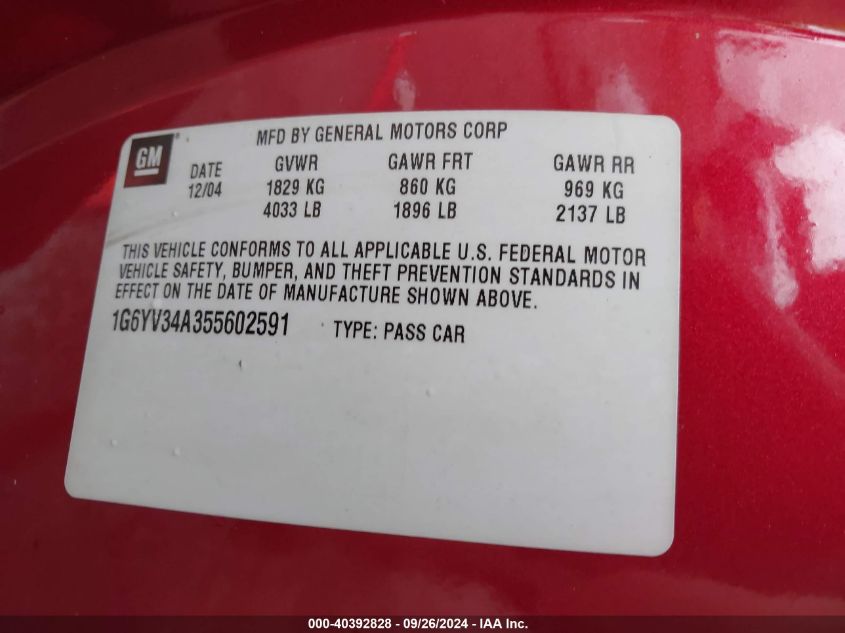 MFD BY GENERAL MOTORS CORP
GM®
DATE GVWR GAWR FRT GAWR RR
12/04 1829 KG 860 KG 969 KG
4033 LB 1896 LB 2137 LB
THIS VEHICLE CONFORMS TO ALL APPLICABLE U.S. FEDERAL MOTOR
VEHICLE SAFETY, BUMPER, AND THEFT PREVENTION STANDARDS IN
EFFECT ON THE DATE OF MANUFACTURE SHOWN ABOVE.
1G6YV34A355602591 TYPE: PASS CAR
000-40392828 - 09/26/2024 - IAA Inc.